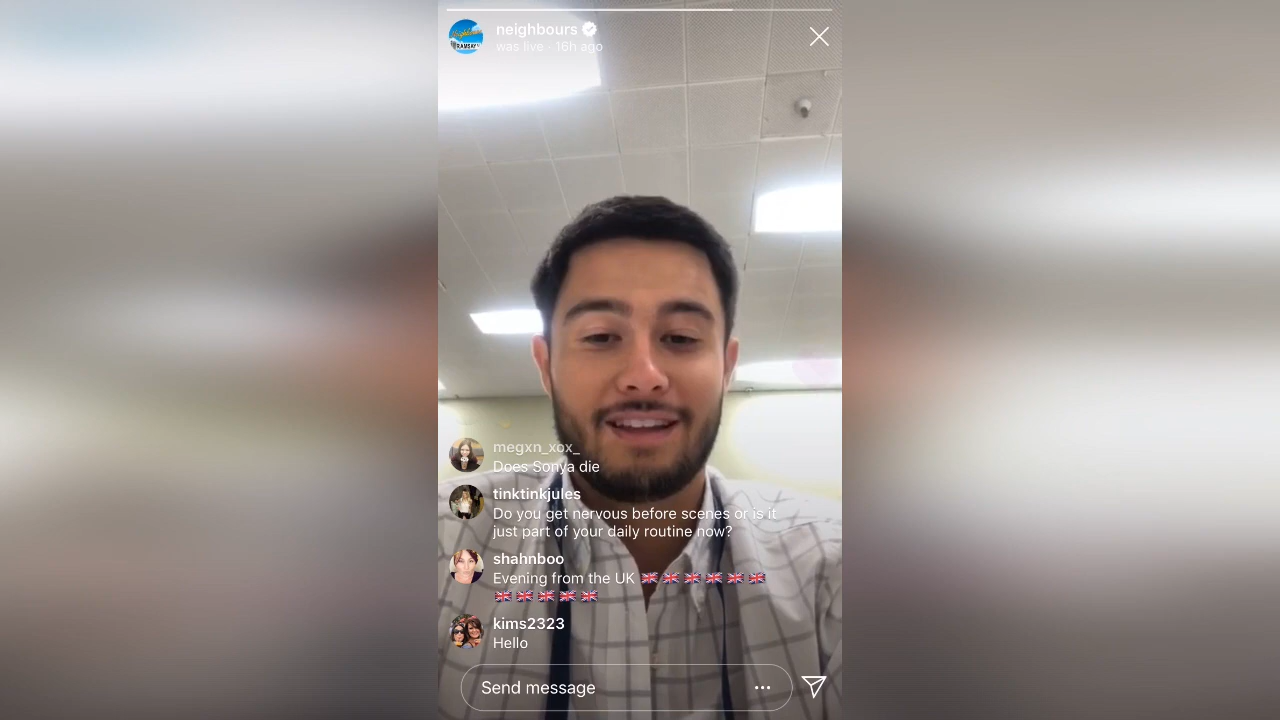 neighbours
was live · 16h ago
RAMSAY
megxn_xox_
Does Sonya die
tinktinkjules
Do you get nervous before scenes or is it
just part of your daily routine now?
shahnboo
Evening from the UK 🇬🇧 🇬🇧 🇬🇧 🇬🇧 🇬🇧 🇬🇧
🇬🇧 🇬🇧 🇬🇧 🇬🇧 🇬🇧
kims2323
Hello
Send message